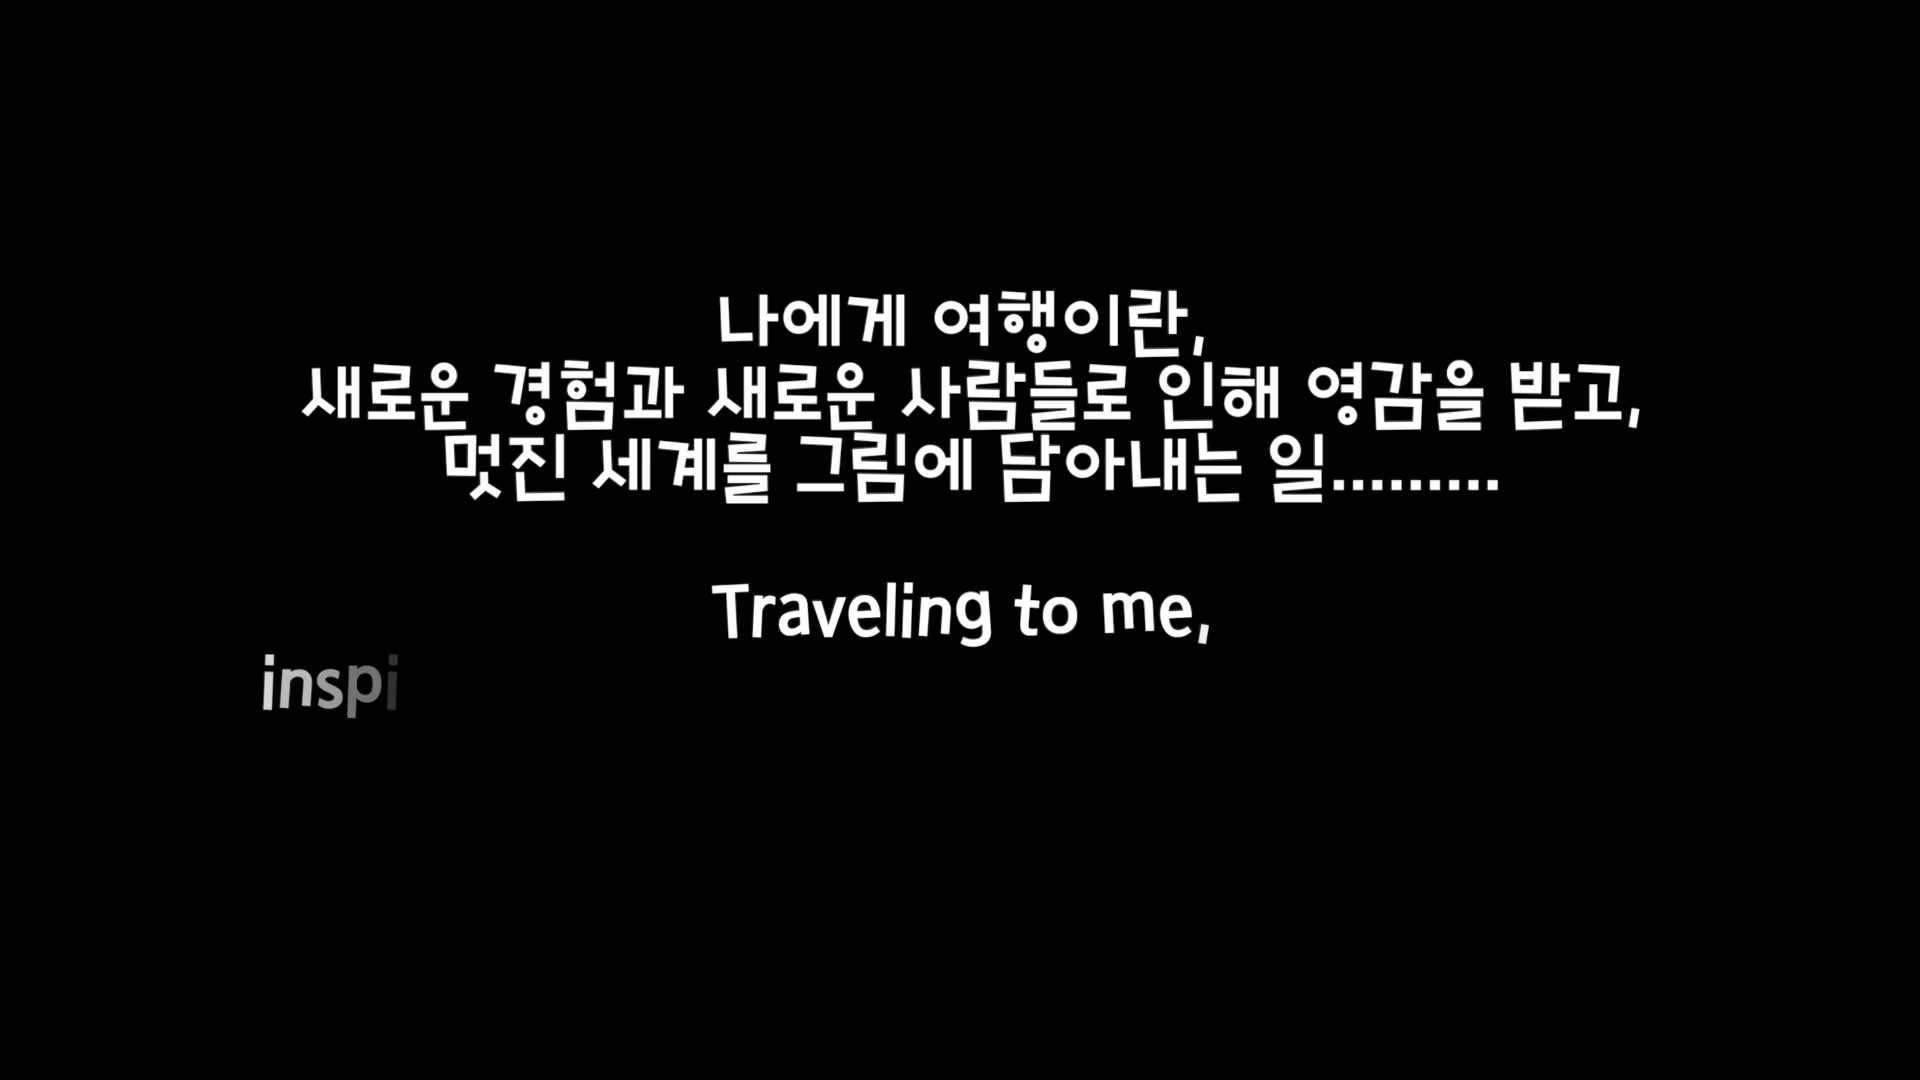 나에게 여행이란,
새로운 경험과 새로운 사람들로 인해 영감을 받고,
멋진 세계를 그림에 담아내는 일.........
Traveling to me,
inspi